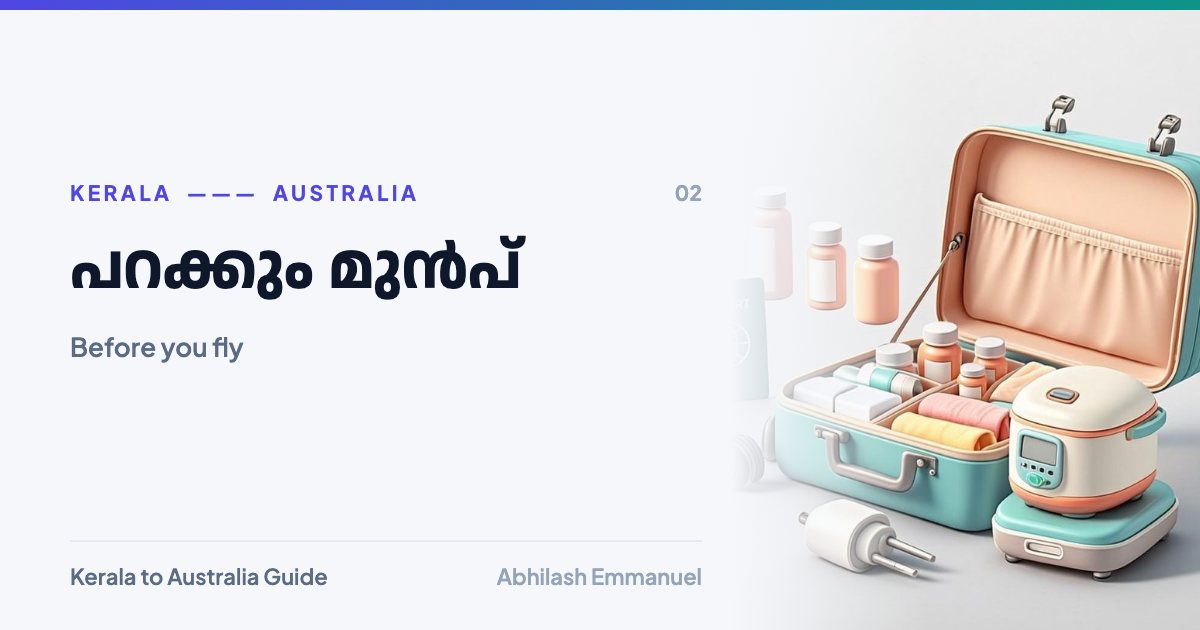 KERALA ——— AUSTRALIA 02
പറക്കും മുൻപ്
Before you fly
Kerala to Australia Guide Abhilash Emmanuel